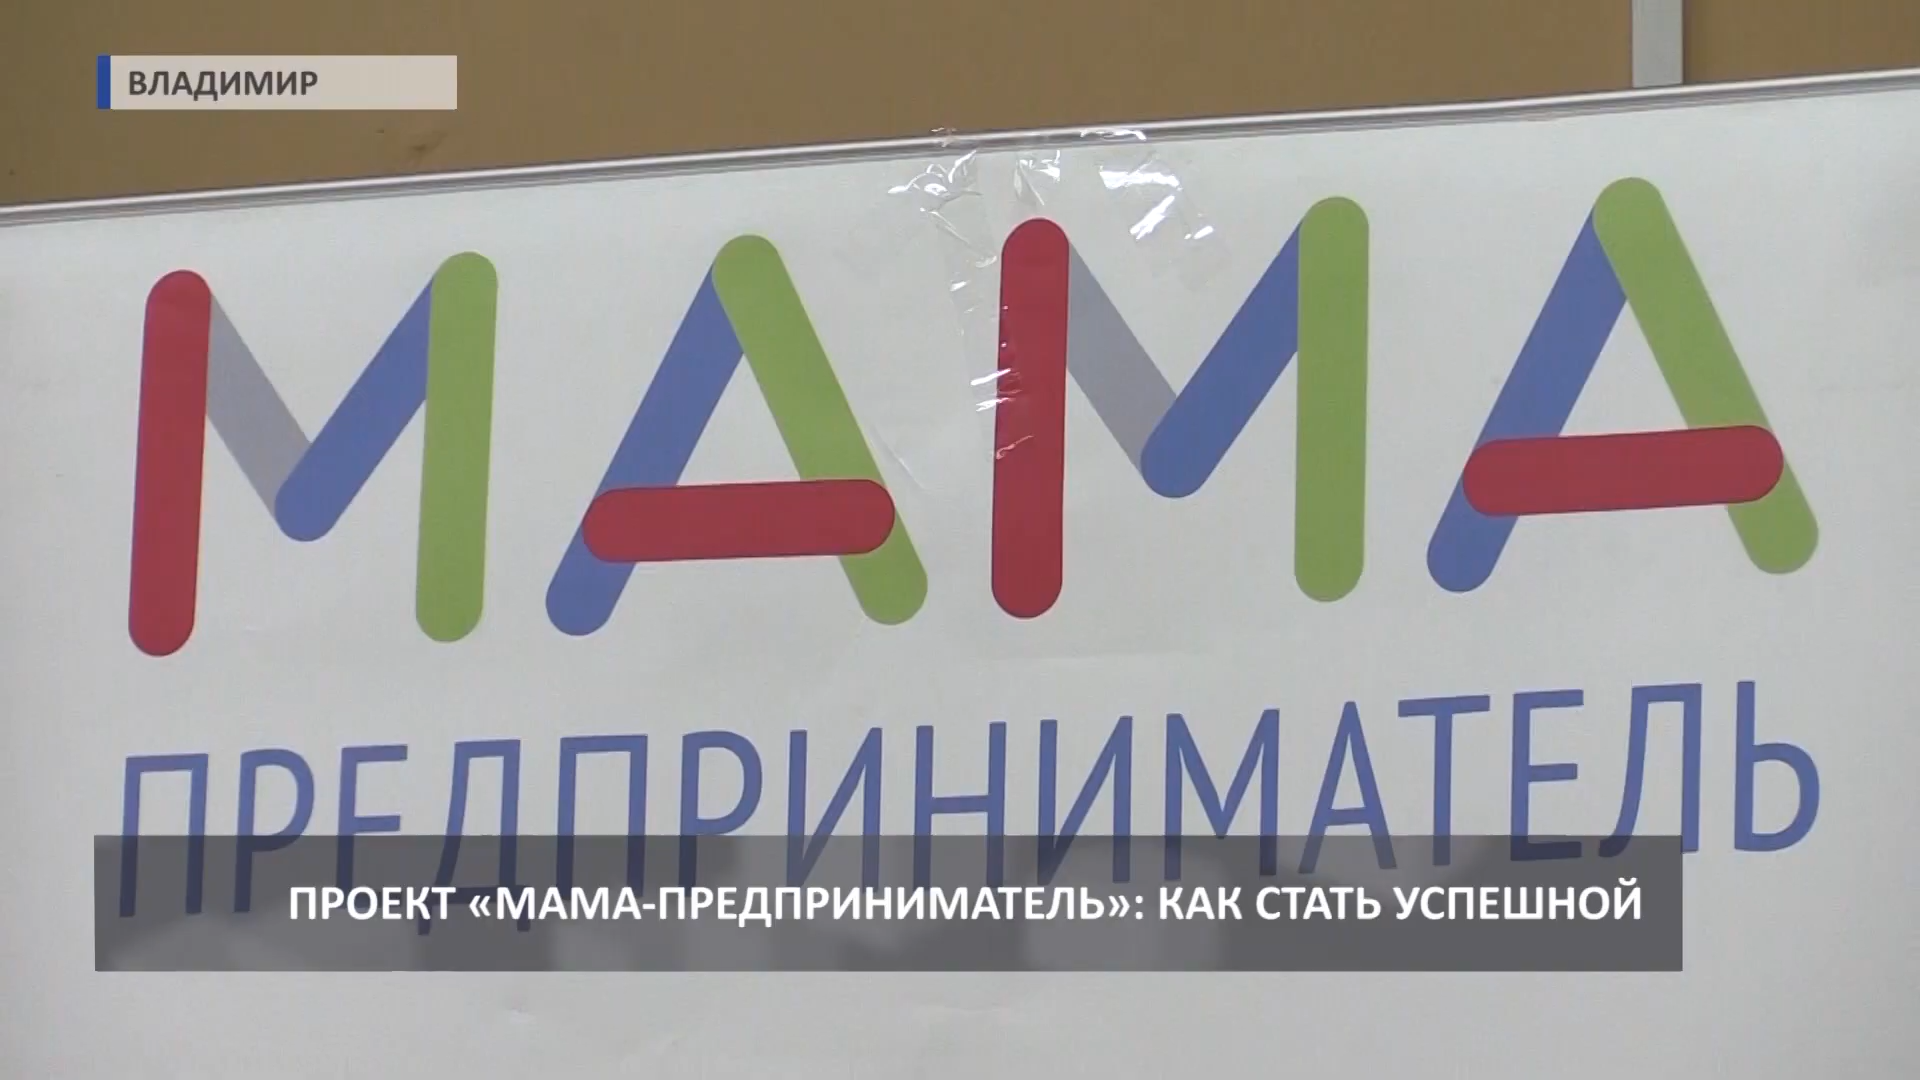 ВЛАДИМИР
МАМА
ПРЕДПРИНИМАТЕЛЬ
ПРОЕКТ «МАМА-ПРЕДПРИНИМАТЕЛЬ»: КАК СТАТЬ УСПЕШНОЙ